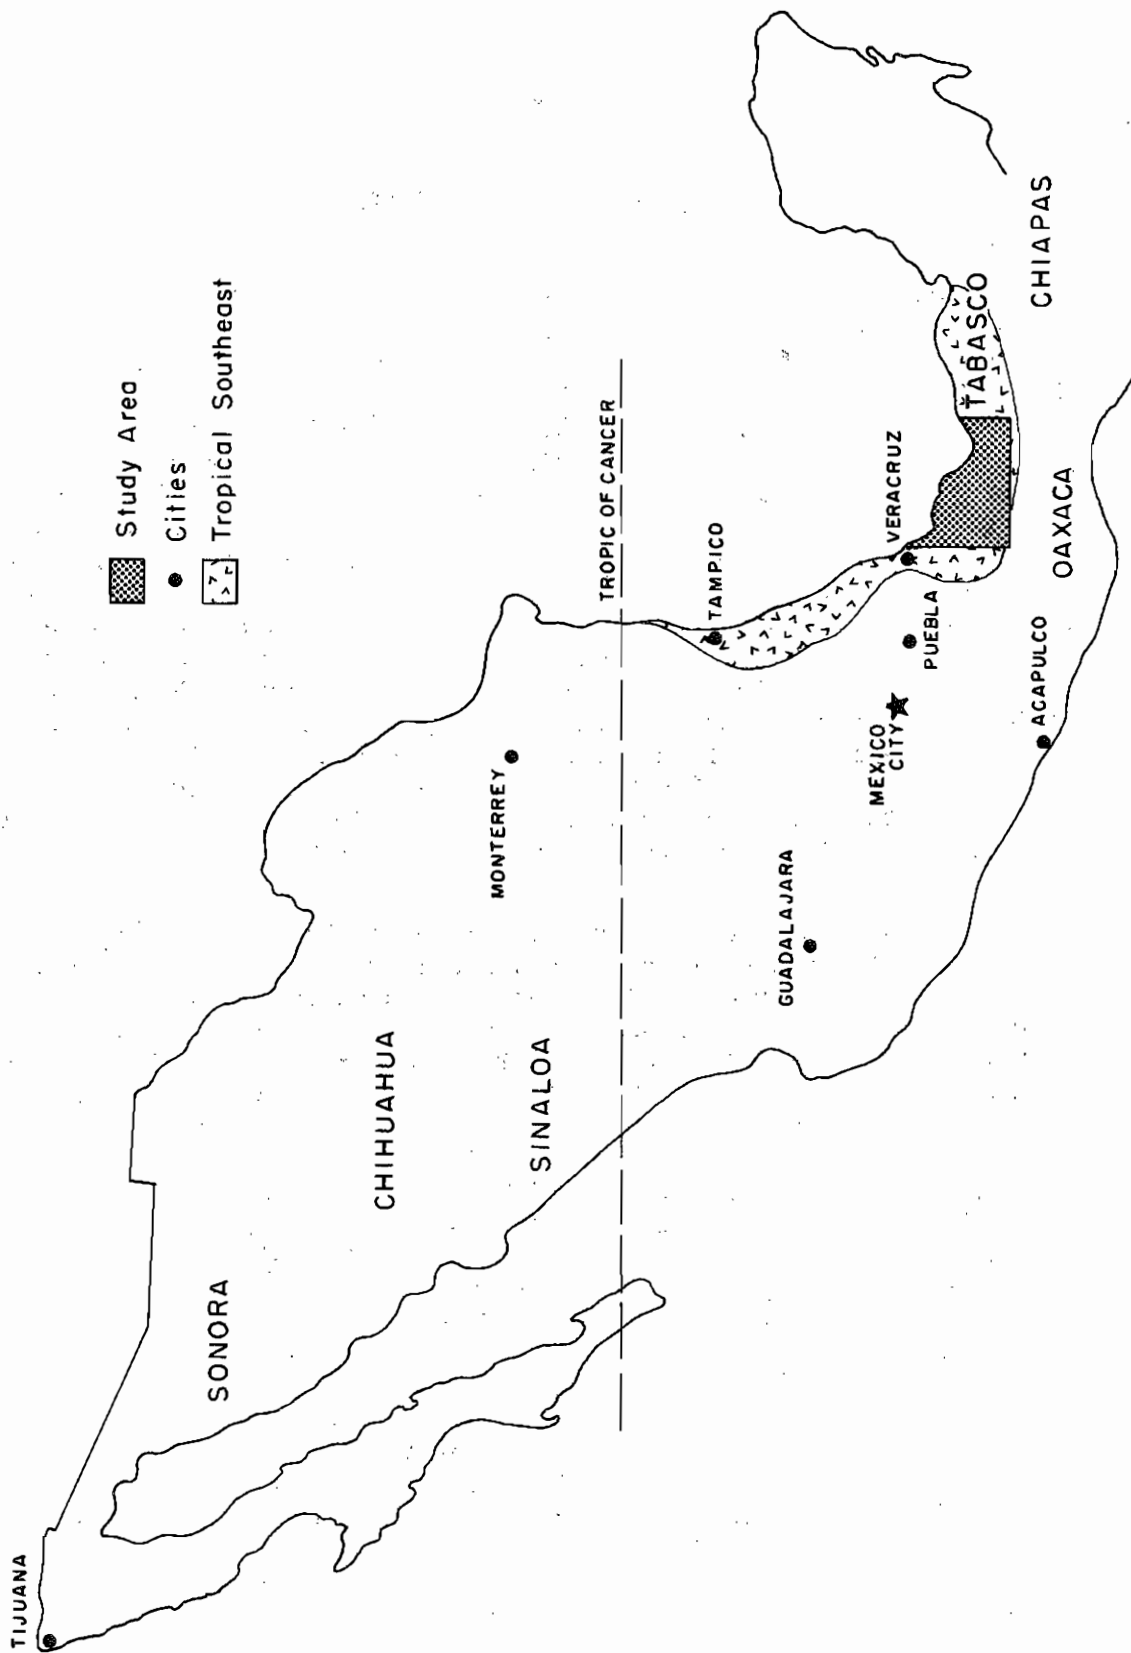 Study Area
Cities
Tropical Southeast
TIJUANA
SONORA
CHIHUAHUA
SINALOA
MONTERREY
TROPIC OF CANCER
TAMPICO
GUADALAJARA
MEXICO
CITY
PUEBLA
VERACRUZ
ACAPULCO
OAXACA
TABASCO
CHIAPAS